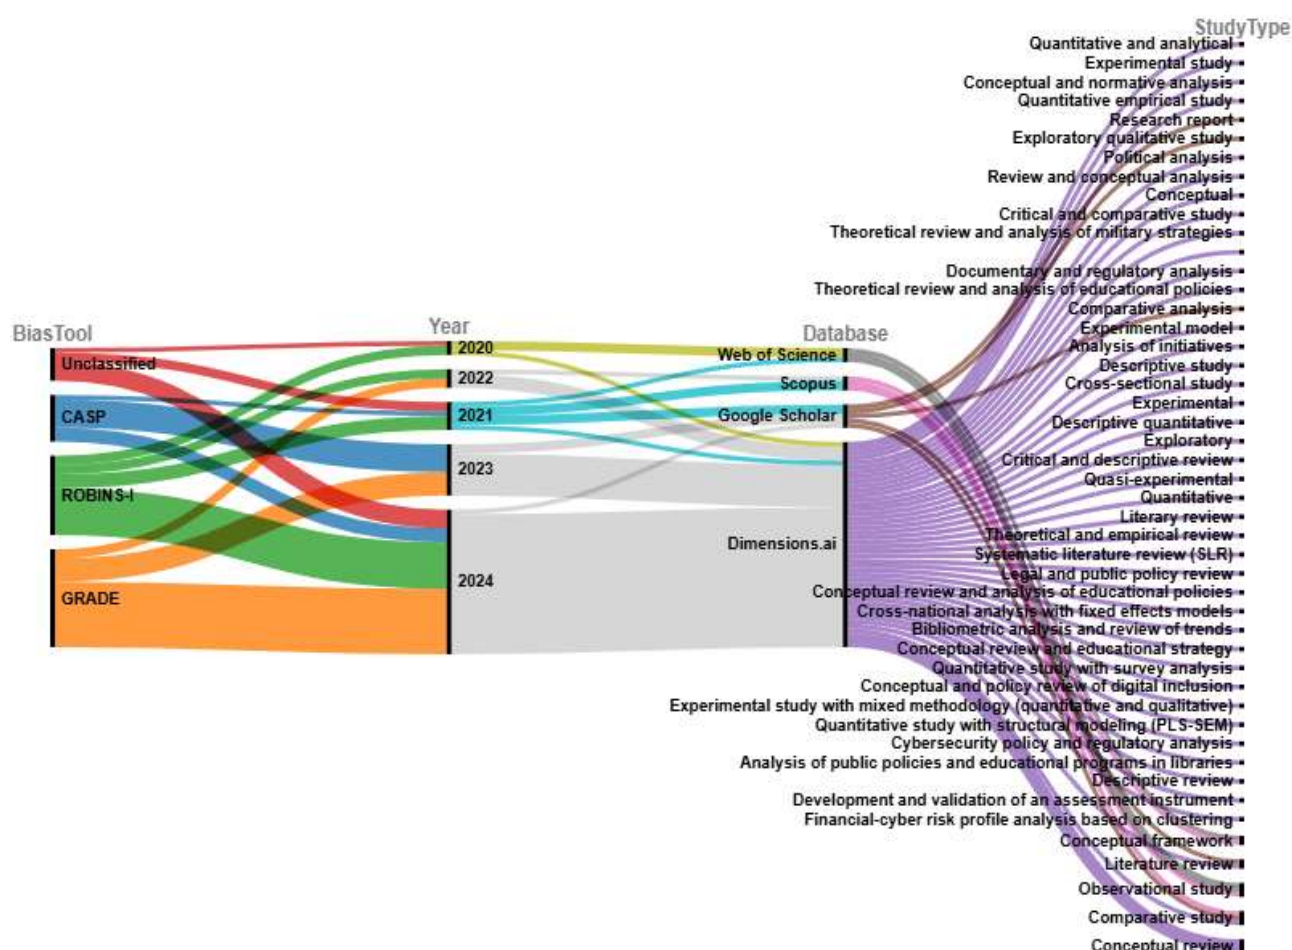 StudyType
Quantitative and analytical
Experimental study
Conceptual and normative analysis
Quantitative empirical study
Research report
Exploratory qualitative study
Political analysis
Review and conceptual analysis
Conceptual
Critical and comparative study
Theoretical review and analysis of military strategies
Documentary and regulatory analysis
Theoretical review and analysis of educational policies
Comparative analysis
Experimental model
Analysis of initiatives
Descriptive study
Cross-sectional study
Experimental
Descriptive quantitative
Exploratory
Critical and descriptive review
Quasi-experimental
Quantitative
Literary review
Theoretical and empirical review
Systematic literature review (SLR)
Legal and public policy review
Conceptual review and analysis of educational policies
Cross-national analysis with fixed effects models
Bibliometric analysis and review of trends
Conceptual review and educational strategy
Quantitative study with survey analysis
Conceptual and policy review of digital inclusion
Experimental study with mixed methodology (quantitative and qualitative)
Quantitative study with structural modeling (PLS-SEM)
Cybersecurity policy and regulatory analysis
Analysis of public policies and educational programs in libraries
Descriptive review
Development and validation of an assessment instrument
Financial-cyber risk profile analysis based on clustering
Conceptual framework
Literature review
Observational study
Comparative study
Conceptual review
BiasTool
Unclassified
CASP
ROBINS-I
GRADE
Year
2020
2022
2021
2023
2024
Database
Web of Science
Scopus
Google Scholar
Dimensions.ai